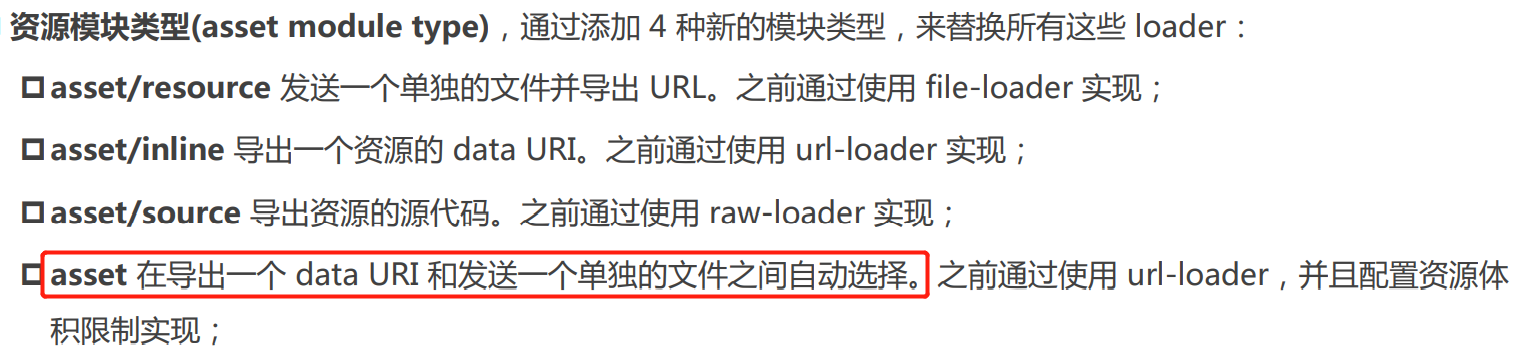 资源模块类型(asset module type)，通过添加 4 种新的模块类型，来替换所有这些 loader：
asset/resource 发送一个单独的文件并导出 URL。之前通过使用 file-loader 实现；
asset/inline 导出一个资源的 data URI。之前通过使用 url-loader 实现；
asset/source 导出资源的源代码。之前通过使用 raw-loader 实现；
asset 在导出一个 data URI 和发送一个单独的文件之间自动选择。之前通过使用 url-loader，并且配置资源体
积限制实现；